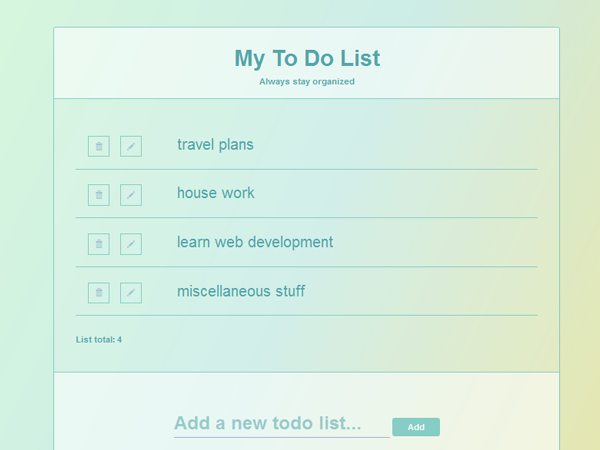 My To Do List
Always stay organized
travel plans
house work
learn web development
miscellaneous stuff
List total: 4
Add a new todo list...
Add